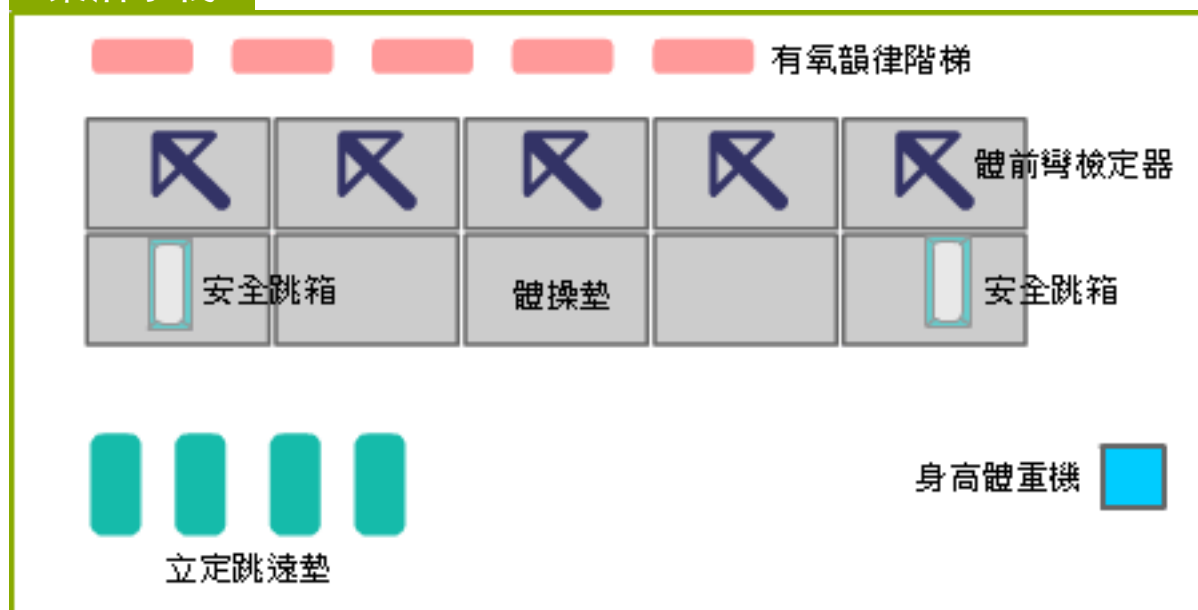 有氧韻律階梯
體前彎檢定器
安全跳箱
體操墊
安全跳箱
身高體重機
立定跳遠墊